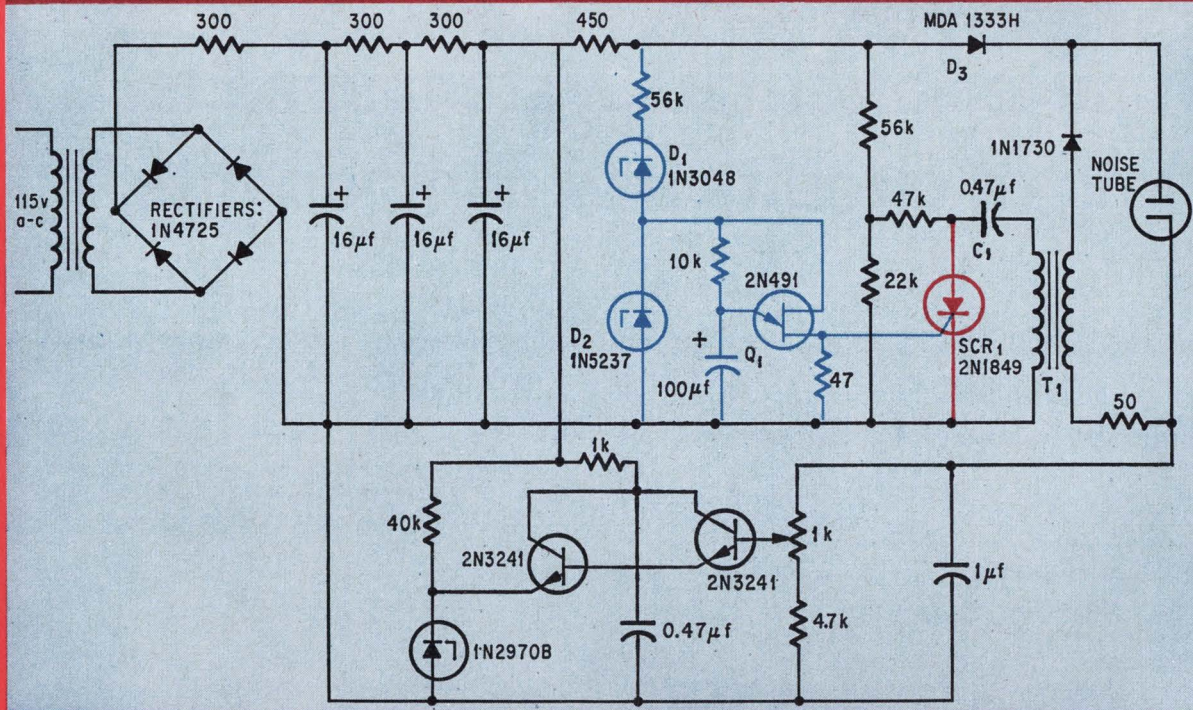 300
300
300
450
MDA 1333H
D3
56k
D1
1N3048
56k
1N1730
NOISE
TUBE
115v
a-c
RECTIFIERS:
1N4725
+
16μf
+
16μf
+
16μf
47k
0.47μf
C1
10k
2N491
22k
D2
1N5237
+
100μf
Q1
47
SCR1
2N1849
T1
50
1k
40k
2N3241
2N3241
1k
1μf
1N2970B
0.47μf
4.7k